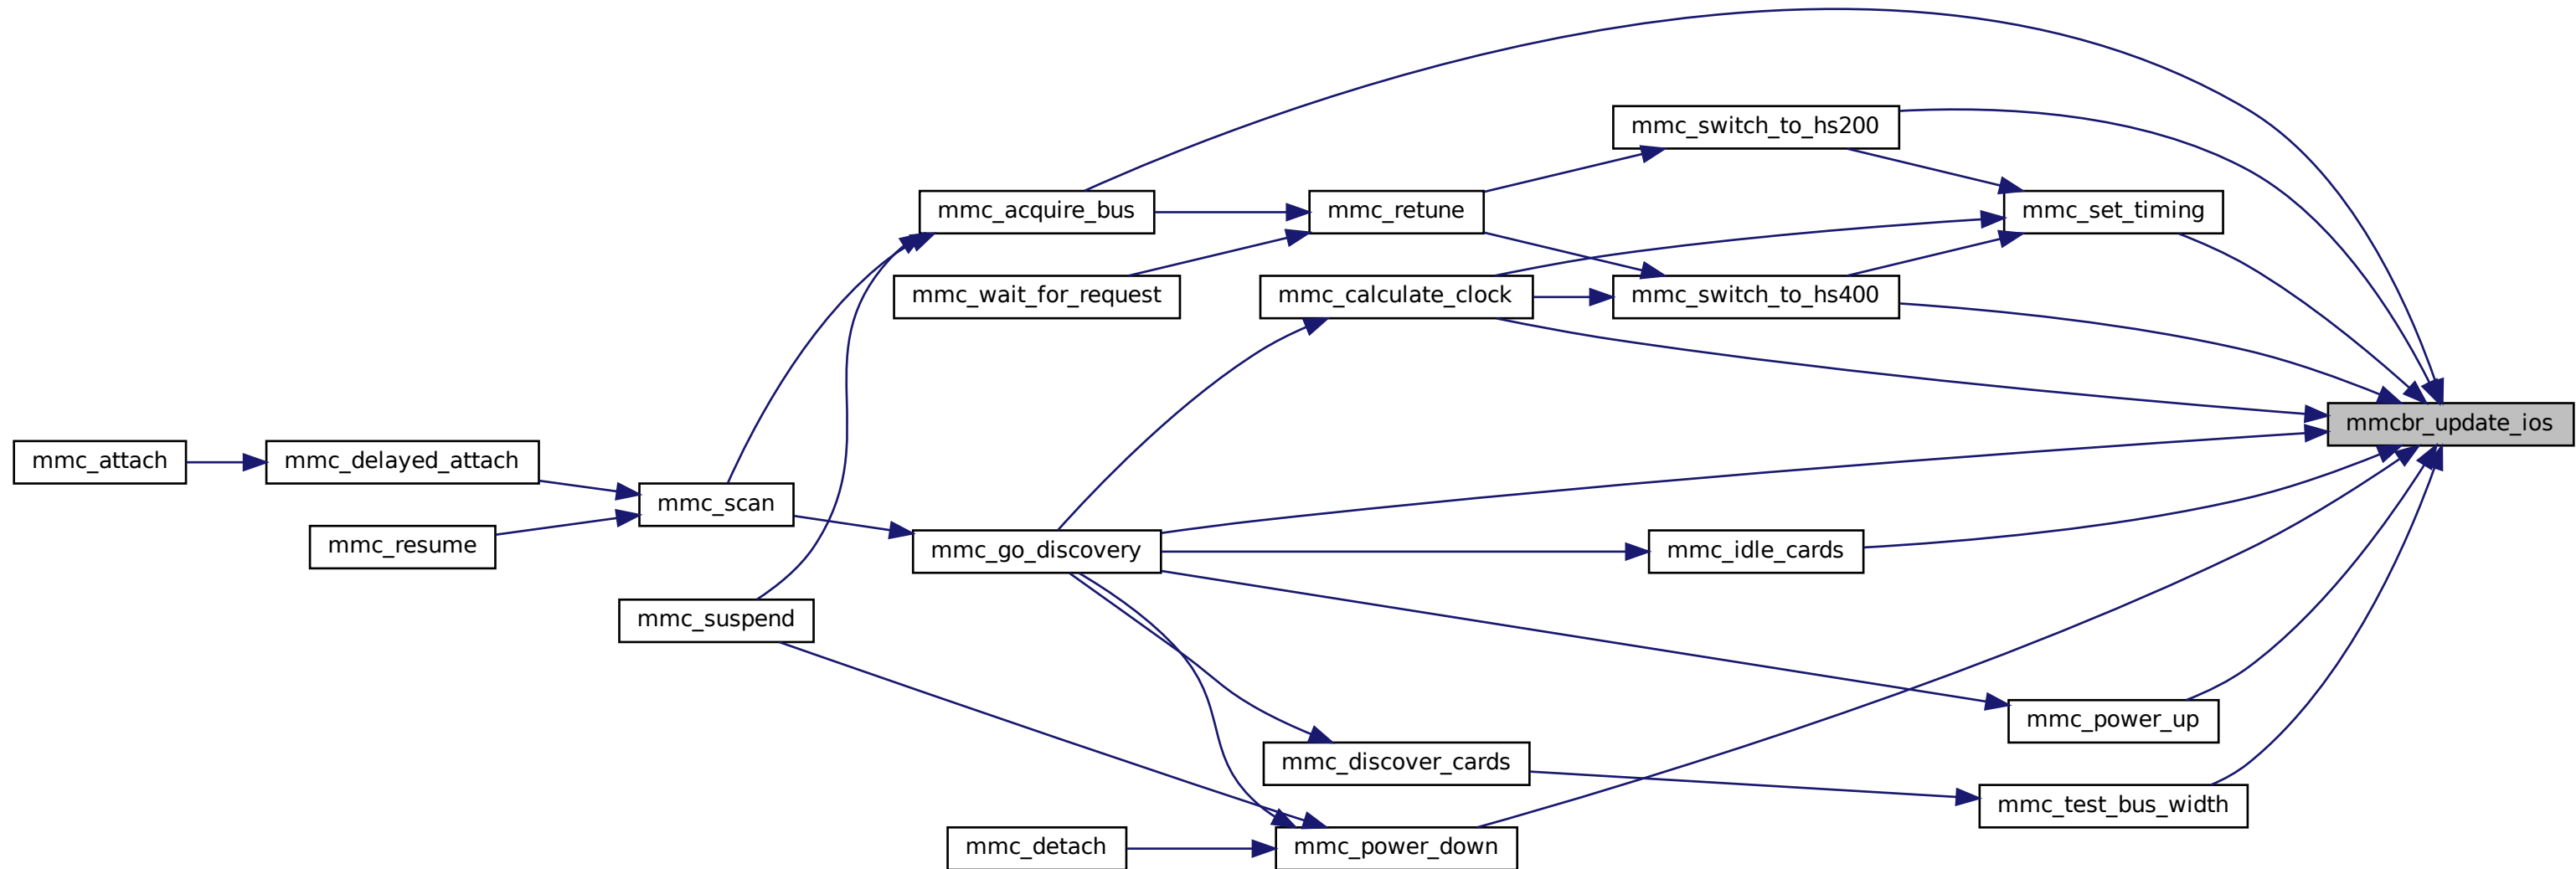 mmc_switch_to_hs200
mmc_acquire_bus
mmc_retune
mmc_set_timing
mmc_wait_for_request
mmc_calculate_clock
mmc_switch_to_hs400
mmcbr_update_ios
mmc_attach
mmc_delayed_attach
mmc_scan
mmc_resume
mmc_go_discovery
mmc_idle_cards
mmc_suspend
mmc_power_up
mmc_discover_cards
mmc_test_bus_width
mmc_detach
mmc_power_down